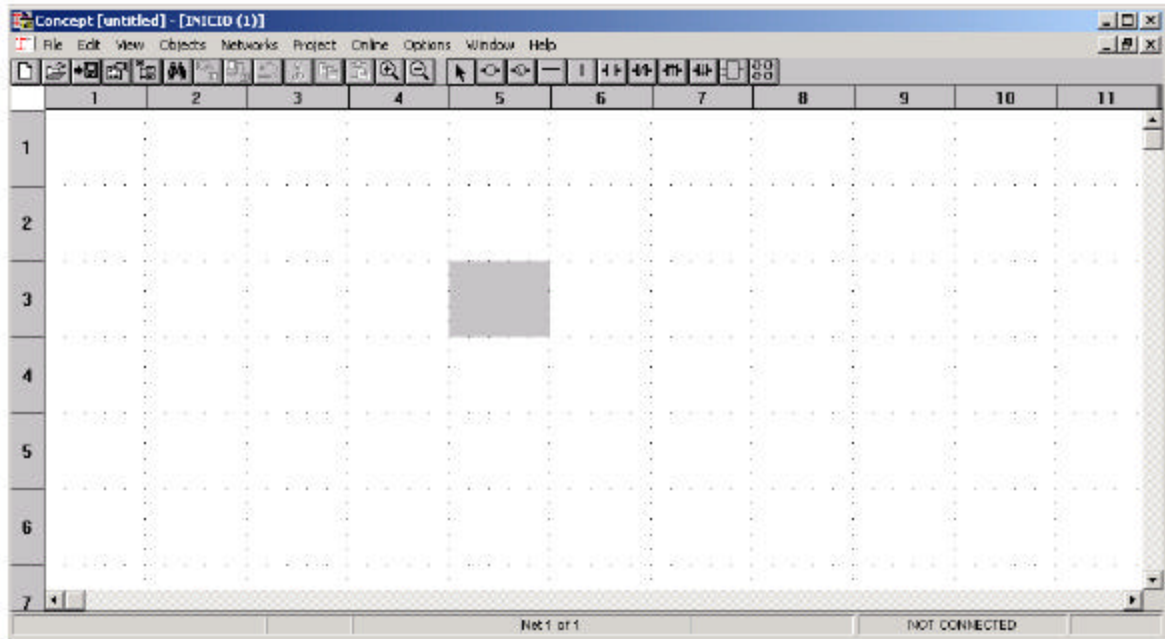 Concept [untitled] - [INICIO (1)]
File Edit View Objects Networks Project Online Options Window Help
1 2 3 4 5 6 7 8 9 10 11
1
2
3
4
5
6
7
Net 1 of 1 NOT CONNECTED